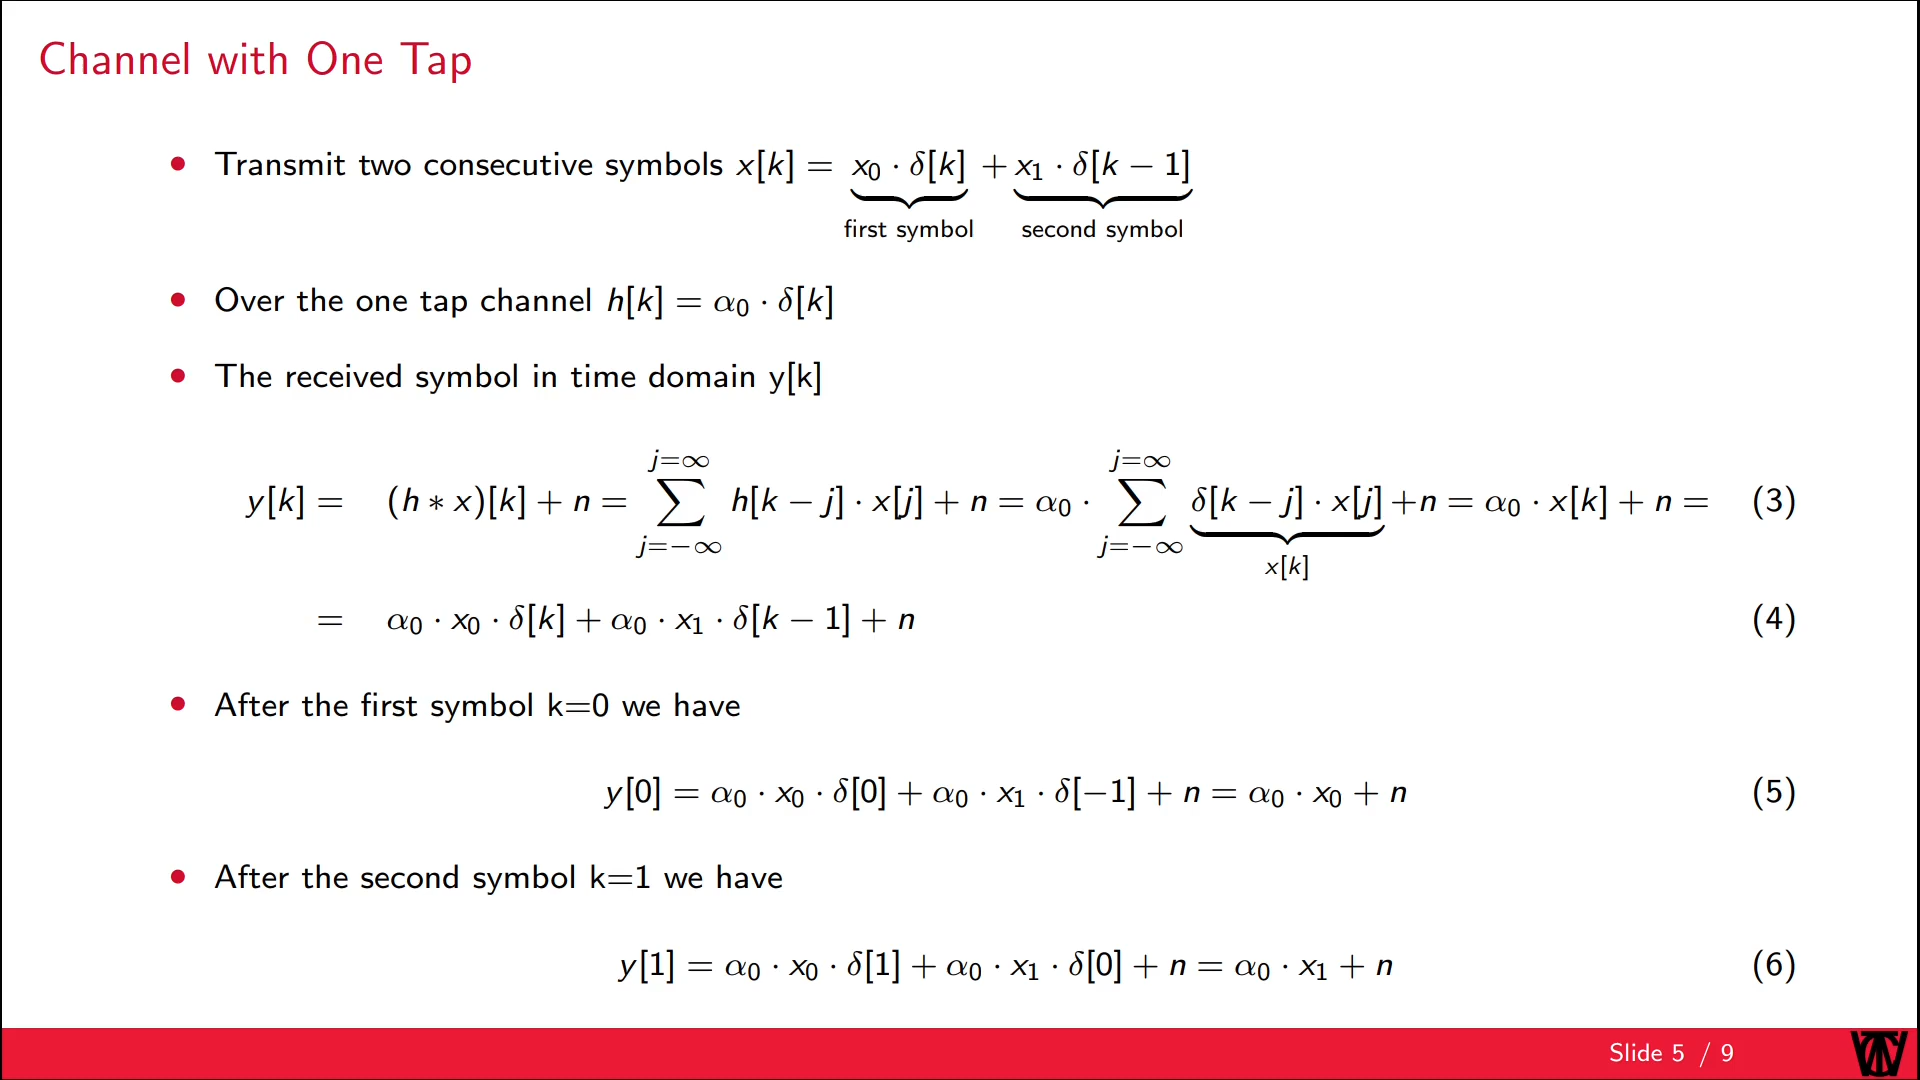 Channel with One Tap
• Transmit two consecutive symbols x[k] = x₀ · δ[k] + x₁ · δ[k − 1]
first symbol second symbol
• Over the one tap channel h[k] = α₀ · δ[k]
• The received symbol in time domain y[k]
y[k] = (h ∗ x)[k] + n = ∑_{j=−∞}^{j=∞} h[k − j] · x[j] + n = α₀ · ∑_{j=−∞}^{j=∞} δ[k − j] · x[j] +n = α₀ · x[k] + n = (3)
x[k]
= α₀ · x₀ · δ[k] + α₀ · x₁ · δ[k − 1] + n (4)
• After the first symbol k=0 we have
y[0] = α₀ · x₀ · δ[0] + α₀ · x₁ · δ[−1] + n = α₀ · x₀ + n (5)
• After the second symbol k=1 we have
y[1] = α₀ · x₀ · δ[1] + α₀ · x₁ · δ[0] + n = α₀ · x₁ + n (6)
Slide 5 / 9